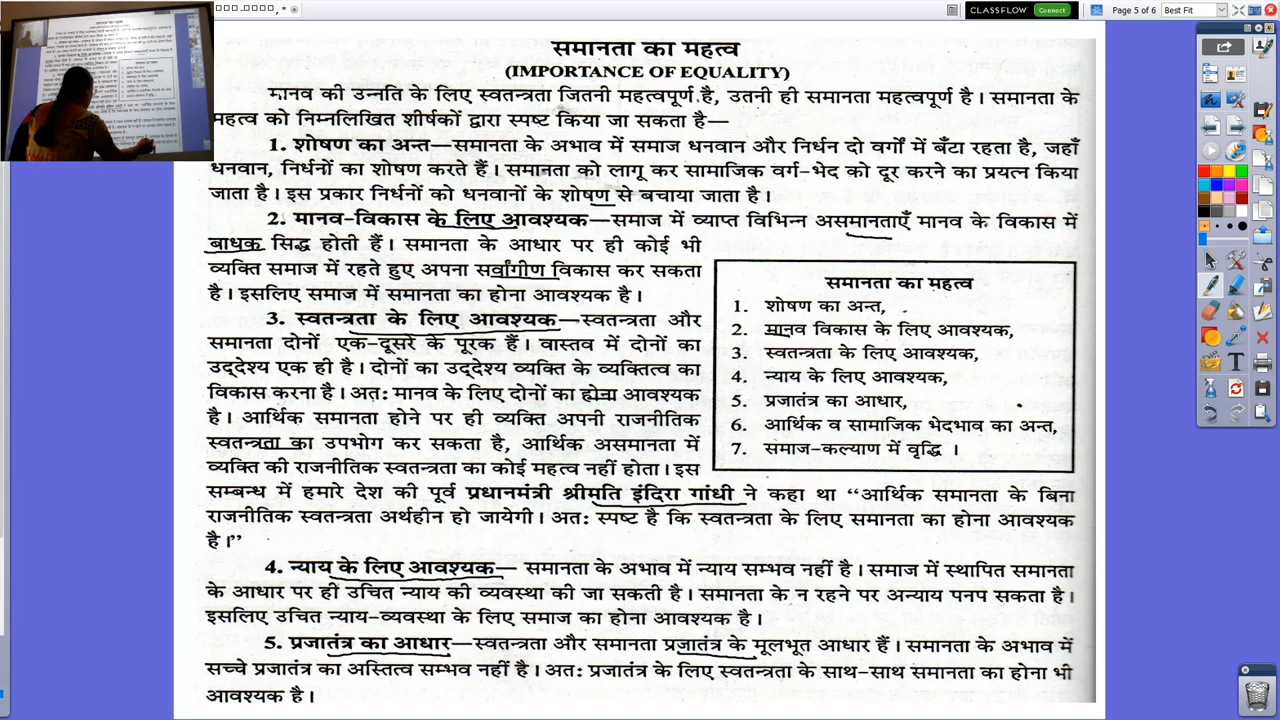 CLASSFLOW Connect Page 5 of 6 Best Fit
समानता का महत्व
(IMPORTANCE OF EQUALITY)
मानव की उन्नति के लिए स्वतन्त्रता जितनी महत्वपूर्ण है, उतनी ही समानता महत्वपूर्ण है। समानता के
महत्व को निम्नलिखित शीर्षकों द्वारा स्पष्ट किया जा सकता है—
1. शोषण का अन्त—समानता के अभाव में समाज धनवान और निर्धन दो वर्गों में बँटा रहता है, जहाँ
धनवान, निर्धनों का शोषण करते हैं। समानता को लागू कर सामाजिक वर्ग-भेद को दूर करने का प्रयत्न किया
जाता है। इस प्रकार निर्धनों को धनवानों के शोषण से बचाया जाता है।
2. मानव-विकास के लिए आवश्यक—समाज में व्याप्त विभिन्न असमानताएँ मानव के विकास में
बाधक सिद्ध होती हैं। समानता के आधार पर ही कोई भी
व्यक्ति समाज में रहते हुए अपना सर्वांगीण विकास कर सकता
है। इसलिए समाज में समानता का होना आवश्यक है।
3. स्वतन्त्रता के लिए आवश्यक—स्वतन्त्रता और
समानता दोनों एक-दूसरे के पूरक हैं। वास्तव में दोनों का
उद्देश्य एक ही है। दोनों का उद्देश्य व्यक्ति के व्यक्तित्व का
विकास करना है। अतः मानव के लिए दोनों का होना आवश्यक
है। आर्थिक समानता होने पर ही व्यक्ति अपनी राजनीतिक
स्वतन्त्रता का उपभोग कर सकता है, आर्थिक असमानता में
व्यक्ति की राजनीतिक स्वतन्त्रता का कोई महत्व नहीं होता। इस
सम्बन्ध में हमारे देश की पूर्व प्रधानमंत्री श्रीमति इंदिरा गांधी ने कहा था “आर्थिक समानता के बिना
राजनीतिक स्वतन्त्रता अर्थहीन हो जायेगी। अतः स्पष्ट है कि स्वतन्त्रता के लिए समानता का होना आवश्यक
है।”
समानता का महत्व
1. शोषण का अन्त,
2. मानव विकास के लिए आवश्यक,
3. स्वतन्त्रता के लिए आवश्यक,
4. न्याय के लिए आवश्यक,
5. प्रजातंत्र का आधार,
6. आर्थिक व सामाजिक भेदभाव का अन्त,
7. समाज-कल्याण में वृद्धि ।
4. न्याय के लिए आवश्यक— समानता के अभाव में न्याय सम्भव नहीं है। समाज में स्थापित समानता
के आधार पर ही उचित न्याय की व्यवस्था की जा सकती है। समानता के न रहने पर अन्याय पनप सकता है।
इसलिए उचित न्याय-व्यवस्था के लिए समाज का होना आवश्यक है।
5. प्रजातंत्र का आधार—स्वतन्त्रता और समानता प्रजातंत्र के मूलभूत आधार हैं। समानता के अभाव में
सच्चे प्रजातंत्र का अस्तित्व सम्भव नहीं है। अतः प्रजातंत्र के लिए स्वतन्त्रता के साथ-साथ समानता का होना भी
आवश्यक है।